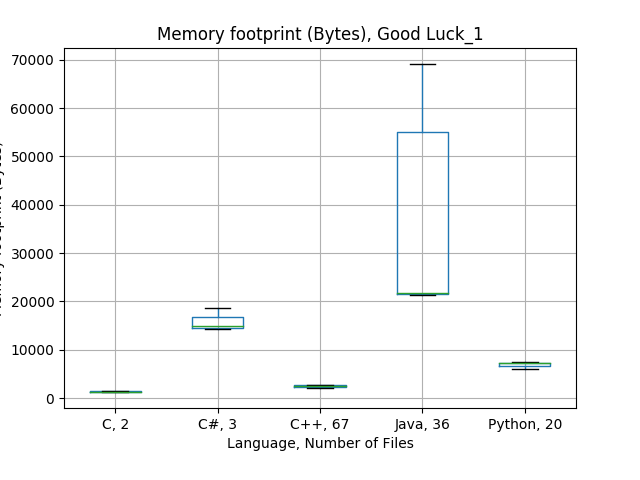 Memory footprint (Bytes), Good Luck_1
70000
60000
50000
40000
30000
20000
10000
0
C, 2
C#, 3
C++, 67
Java, 36
Python, 20
Language, Number of Files